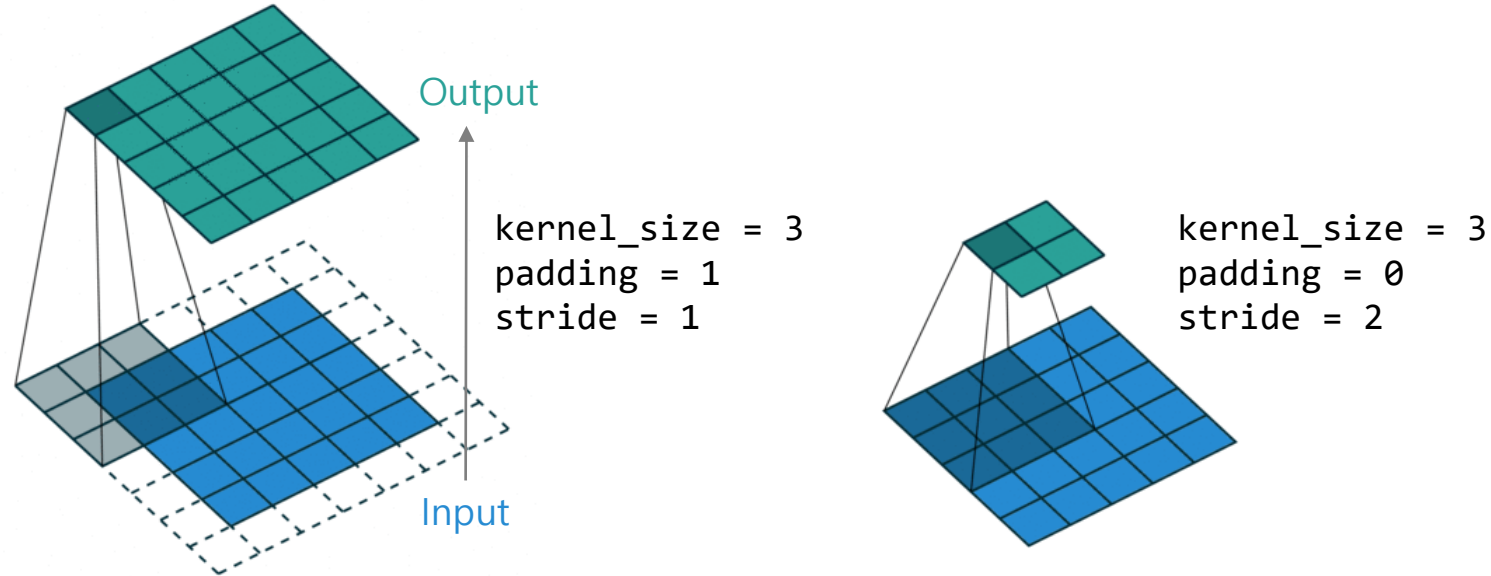 Output
kernel_size = 3
padding = 1
stride = 1
Input
kernel_size = 3
padding = 0
stride = 2